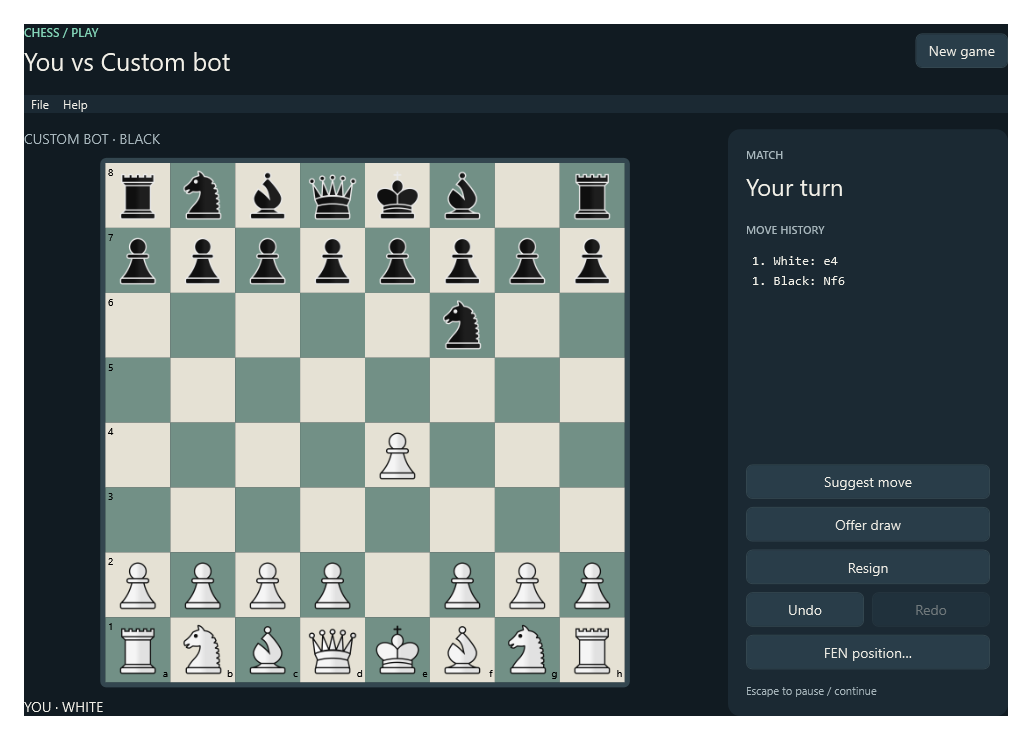 CHESS / PLAY
You vs Custom bot
New game
File Help
CUSTOM BOT · BLACK
8
7
6
5
4
3
2
1
a b c d e f g h
YOU · WHITE
MATCH
Your turn
MOVE HISTORY
1. White: e4
1. Black: Nf6
Suggest move
Offer draw
Resign
Undo Redo
FEN position...
Escape to pause / continue